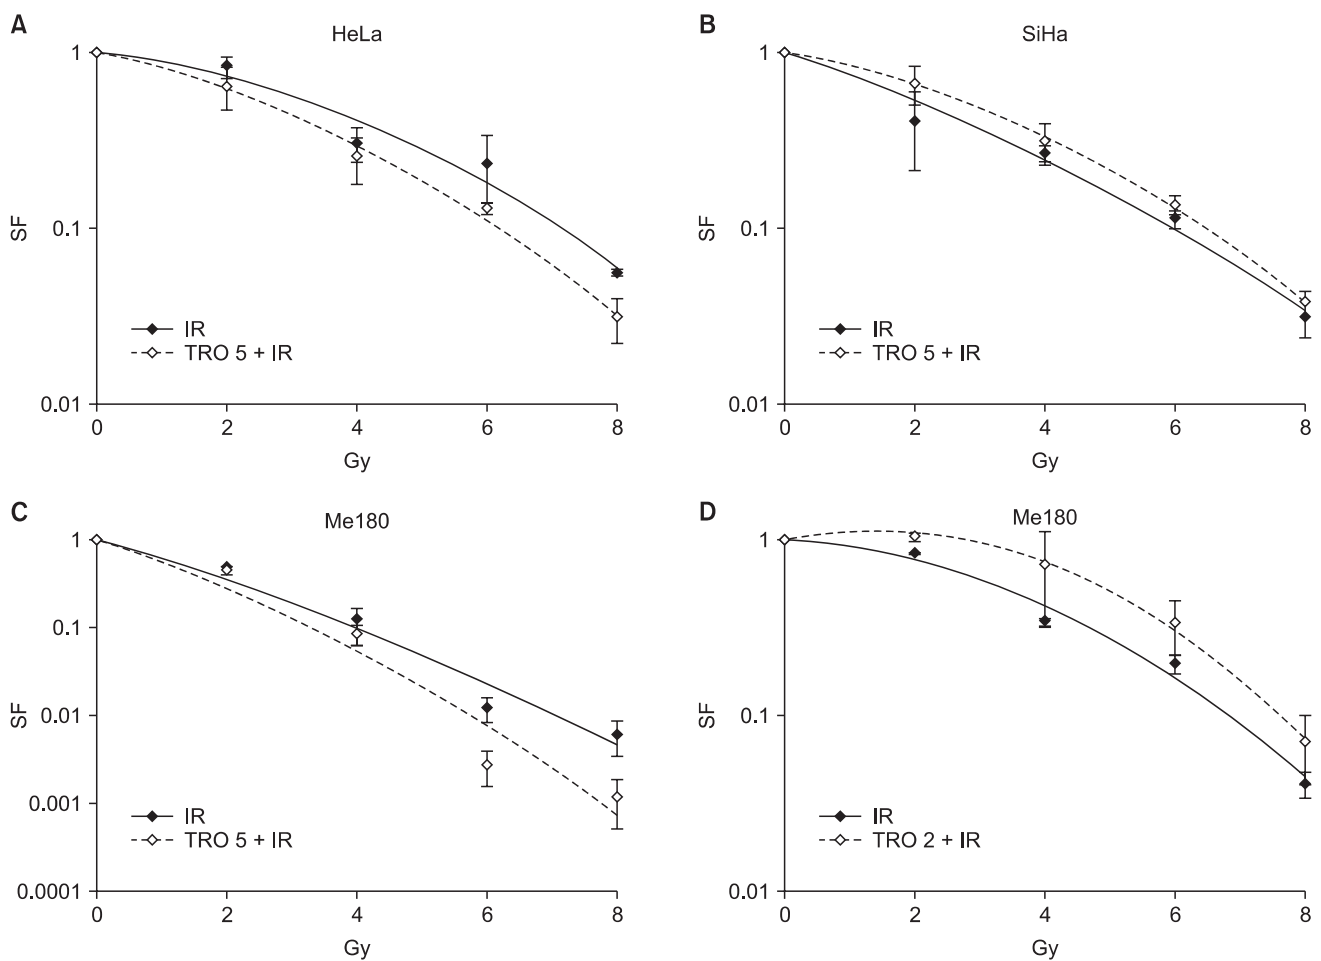 A
HeLa
1
0.1
0.01
SF
0 2 4 6 8
Gy
IR
TRO 5 + IR
B
SiHa
1
0.1
0.01
SF
0 2 4 6 8
Gy
IR
TRO 5 + IR
C
Me180
1
0.1
0.01
0.001
0.0001
SF
0 2 4 6 8
Gy
IR
TRO 5 + IR
D
Me180
1
0.1
0.01
SF
0 2 4 6 8
Gy
IR
TRO 2 + IR